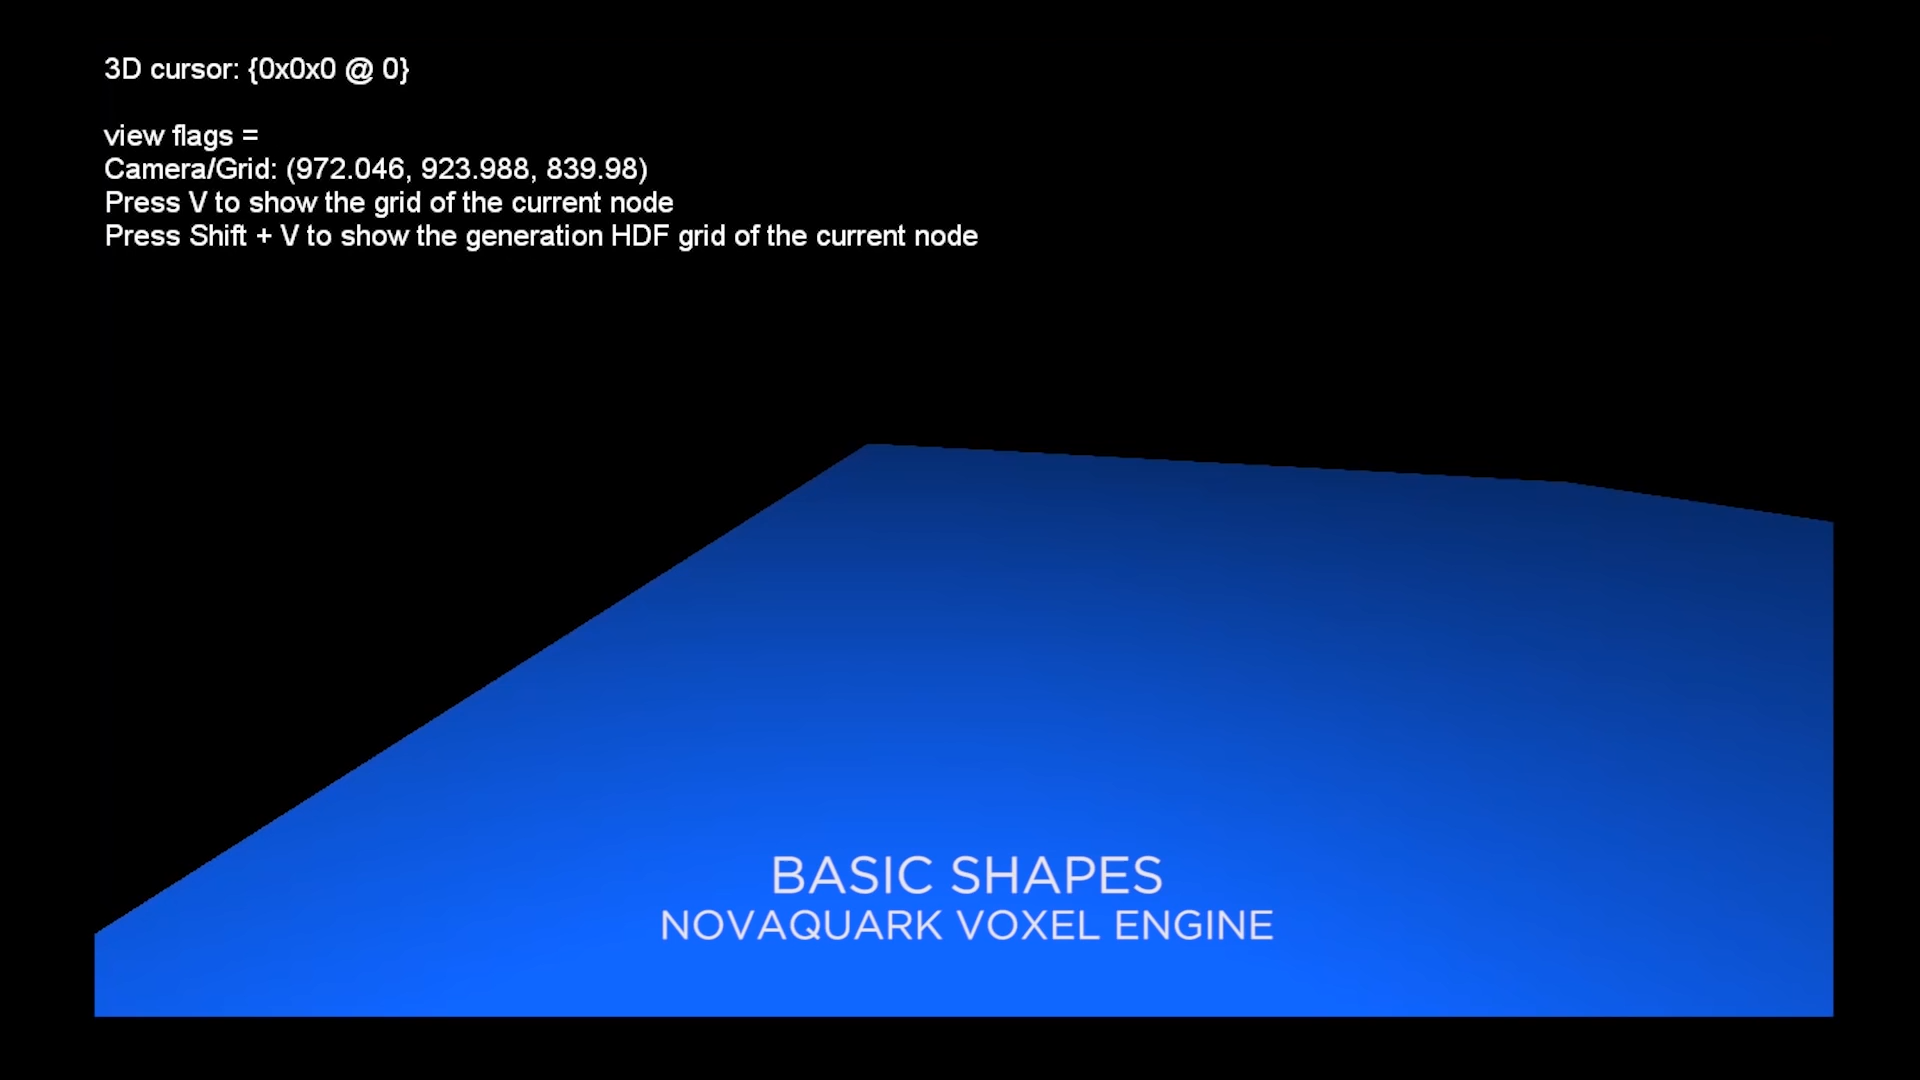 3D cursor: {0x0x0 @ 0}
view flags =
Camera/Grid: (972.046, 923.988, 839.98)
Press V to show the grid of the current node
Press Shift + V to show the generation HDF grid of the current node
BASIC SHAPES
NOVAQUARK VOXEL ENGINE